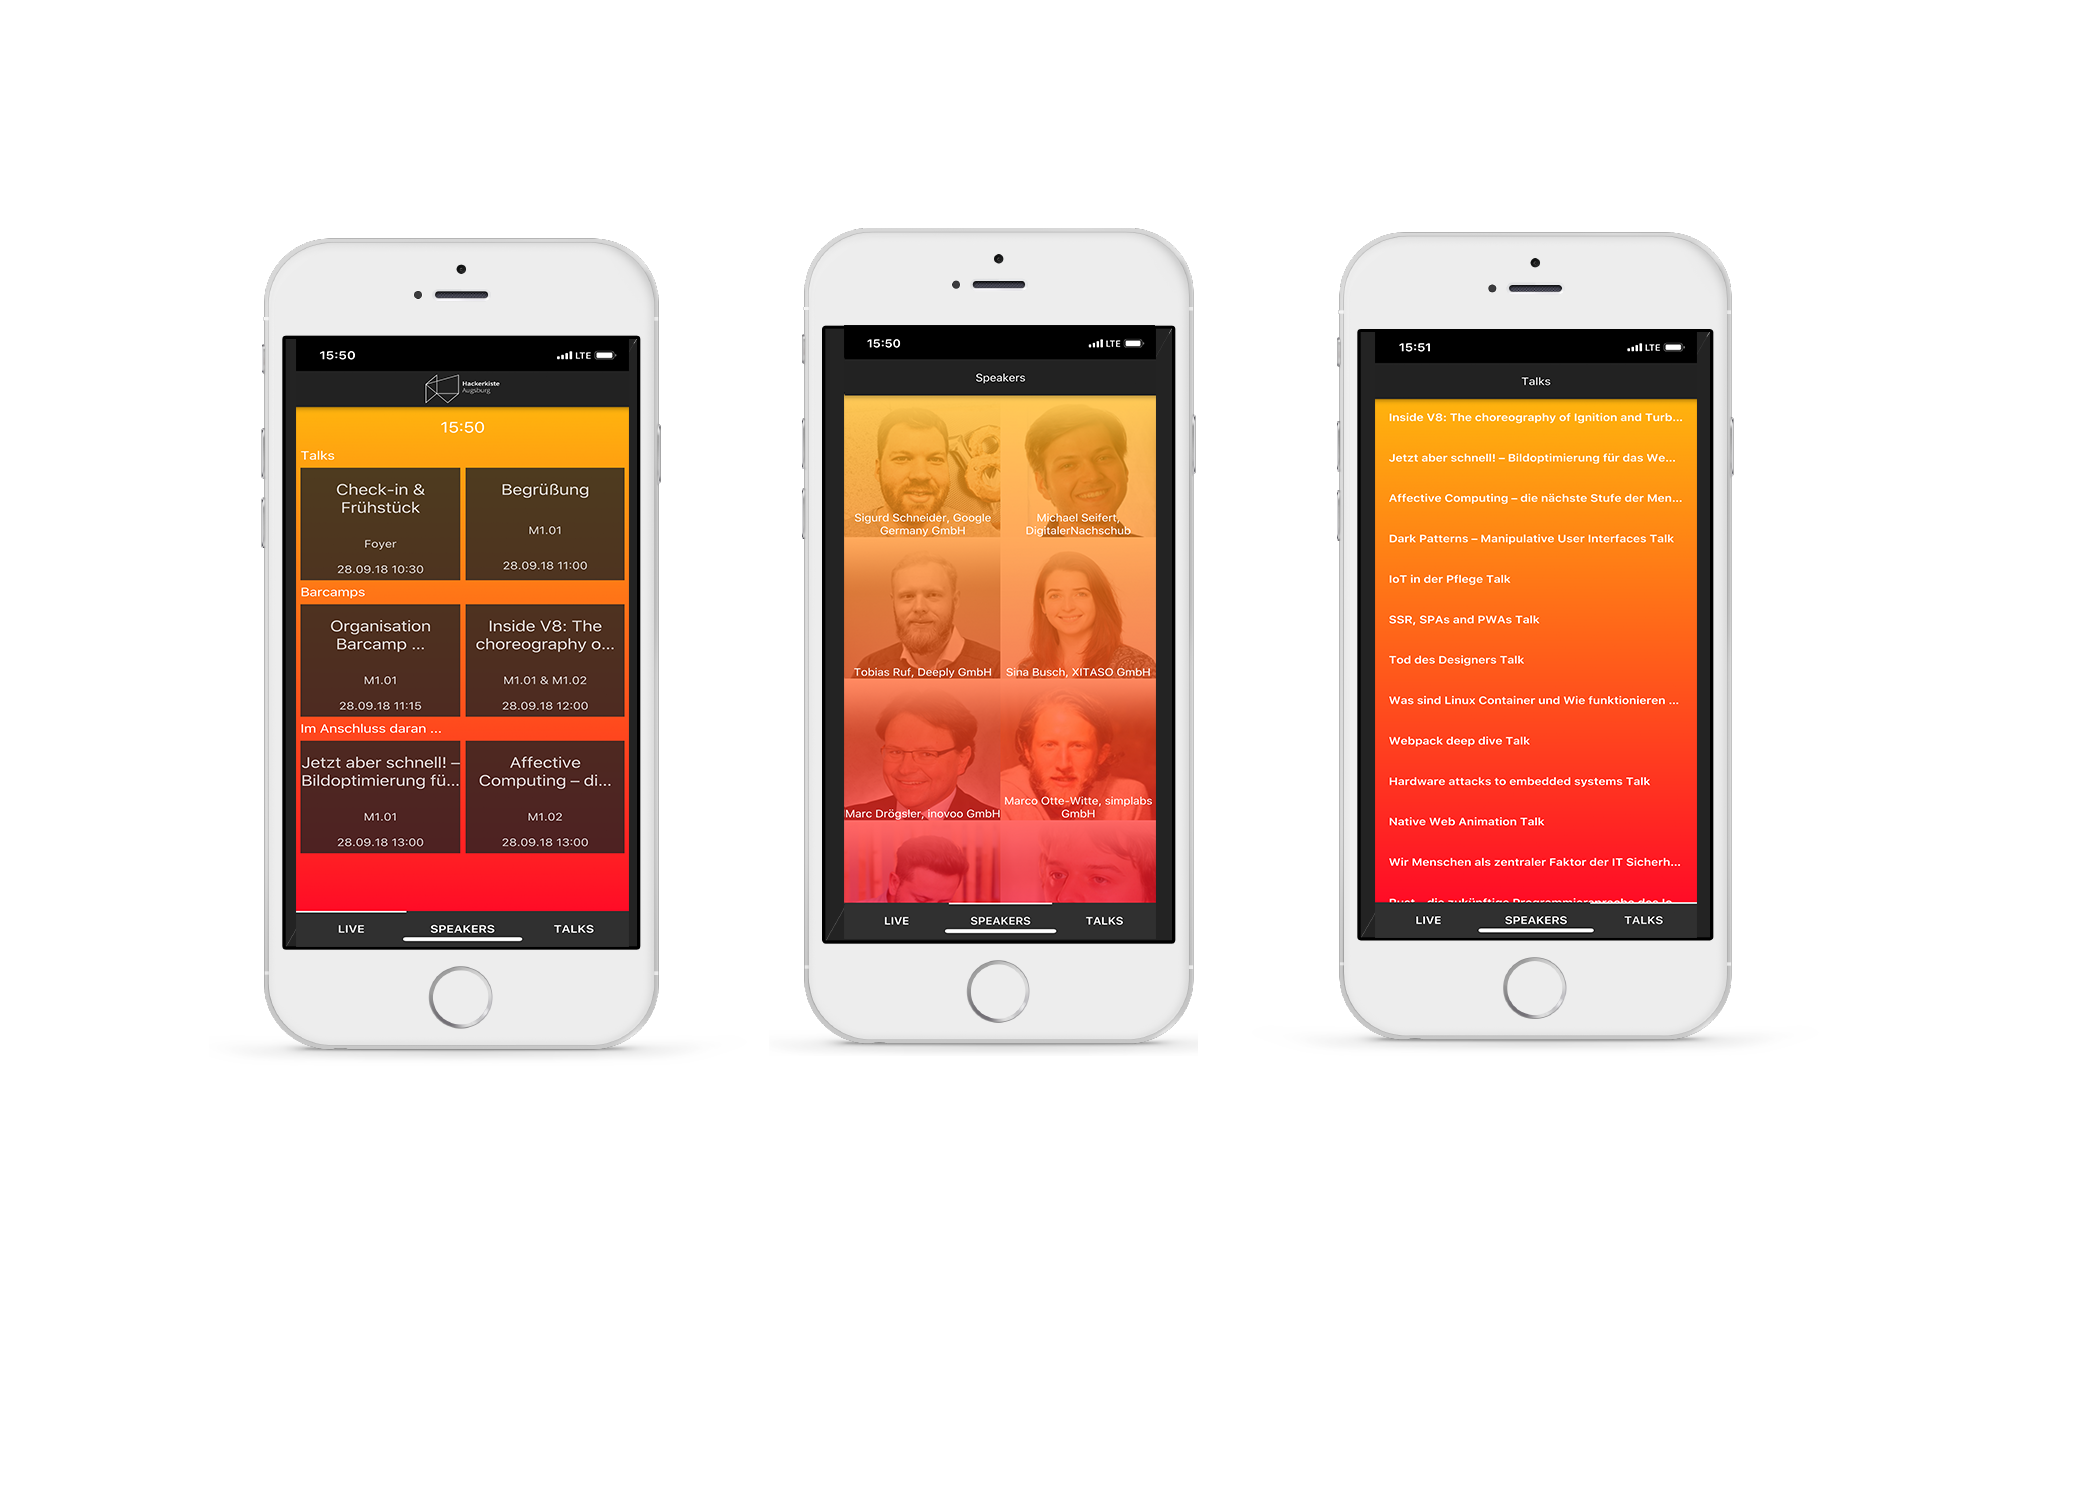 15:50
LTE
Hackerkiste
Augsburg
15:50
Talks
Check-in &
Frühstück
Foyer
28.09.18 10:30
Begrüßung
M1.01
28.09.18 11:00
Barcamps
Organisation
Barcamp ...
M1.01
28.09.18 11:15
Inside V8: The
choreography o...
M1.01 & M1.02
28.09.18 12:00
Im Anschluss daran ...
Jetzt aber schnell! –
Bildoptimierung fü...
M1.01
28.09.18 13:00
Affective
Computing – di...
M1.02
28.09.18 13:00
LIVE
SPEAKERS
TALKS
15:50
LTE
Speakers
Sigurd Schneider, Google
Germany GmbH
Michael Seifert,
DigitalerNachschub
Tobias Ruf, Deeply GmbH
Sina Busch, XITASO GmbH
Marc Drögsler, inovoo GmbH
Marco Otte-Witte, simplabs
GmbH
LIVE
SPEAKERS
TALKS
15:51
LTE
Talks
Inside V8: The choreography of Ignition and Turb...
Jetzt aber schnell! – Bildoptimierung für das We...
Affective Computing – die nächste Stufe der Men...
Dark Patterns – Manipulative User Interfaces Talk
IoT in der Pflege Talk
SSR, SPAs and PWAs Talk
Tod des Designers Talk
Was sind Linux Container und Wie funktionieren ...
Webpack deep dive Talk
Hardware attacks to embedded systems Talk
Native Web Animation Talk
Wir Menschen als zentraler Faktor der IT Sicherh...
Rust – die zukünftige Programmiersprache des Io...
LIVE
SPEAKERS
TALKS